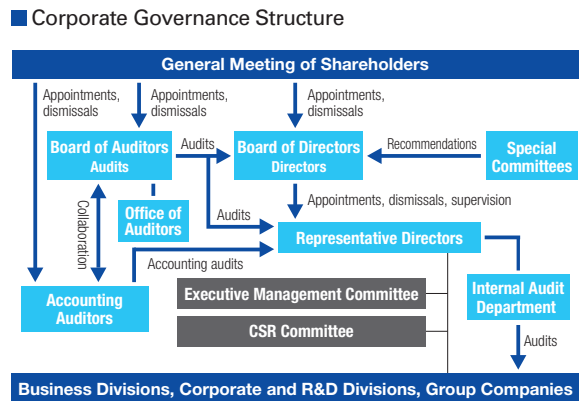 Corporate Governance Structure
General Meeting of Shareholders
Appointments,
dismissals
Appointments,
dismissals
Appointments,
dismissals
Board of Auditors
Audits
Audits
Board of Directors
Directors
Recommendations
Special
Committees
Collaboration
Office of
Auditors
Audits
Appointments, dismissals, supervision
Representative Directors
Accounting audits
Accounting
Auditors
Executive Management Committee
CSR Committee
Internal Audit
Department
Audits
Business Divisions, Corporate and R&D Divisions, Group Companies